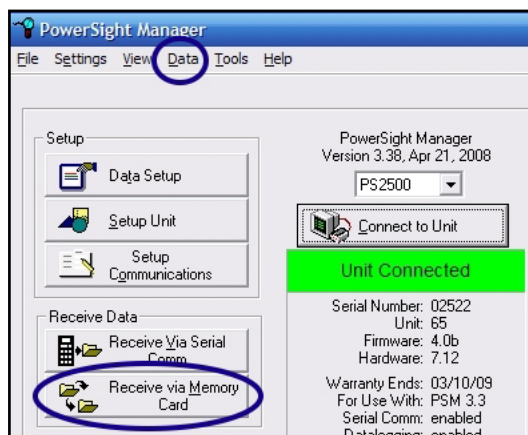 PowerSight Manager
File Settings View Data Tools Help
Setup
Data Setup
Setup Unit
Setup
Communications
Receive Data
Receive Via Serial
Comm
Receive via Memory
Card
PowerSight Manager
Version 3.38, Apr 21, 2008
PS2500
Connect to Unit
Unit Connected
Serial Number: 02522
Unit: 65
Firmware: 4.0b
Hardware: 7.12
Warranty Ends: 03/10/09
For Use With: PSM 3.3
Serial Comm: enabled
Datalogging: enabled